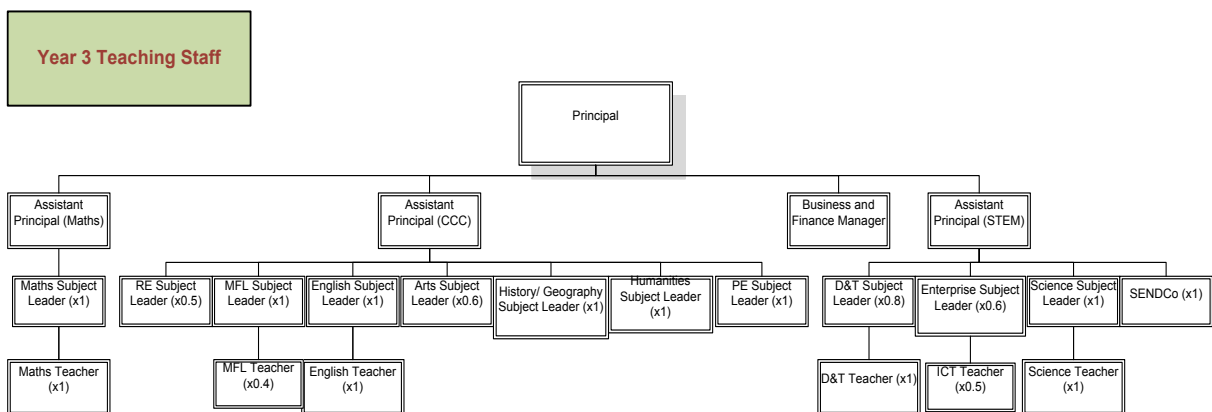 Year 3 Teaching Staff
Principal
Assistant
Principal (Maths)
Assistant
Principal (CCC)
Business and
Finance Manager
Assistant
Principal (STEM)
Maths Subject
Leader (x1)
RE Subject
Leader (x0.5)
MFL Subject
Leader (x1)
English Subject
Leader (x1)
Arts Subject
Leader (x0.6)
History/ Geography
Subject Leader (x1)
Humanities
Subject Leader
(x1)
PE Subject
Leader (x1)
D&T Subject
Leader (x0.8)
Enterprise Subject
Leader (x0.6)
Science Subject
Leader (x1)
SENDCo (x1)
Maths Teacher
(x1)
MFL Teacher
(x0.4)
English Teacher
(x1)
D&T Teacher (x1)
ICT Teacher
(x0.5)
Science Teacher
(x1)